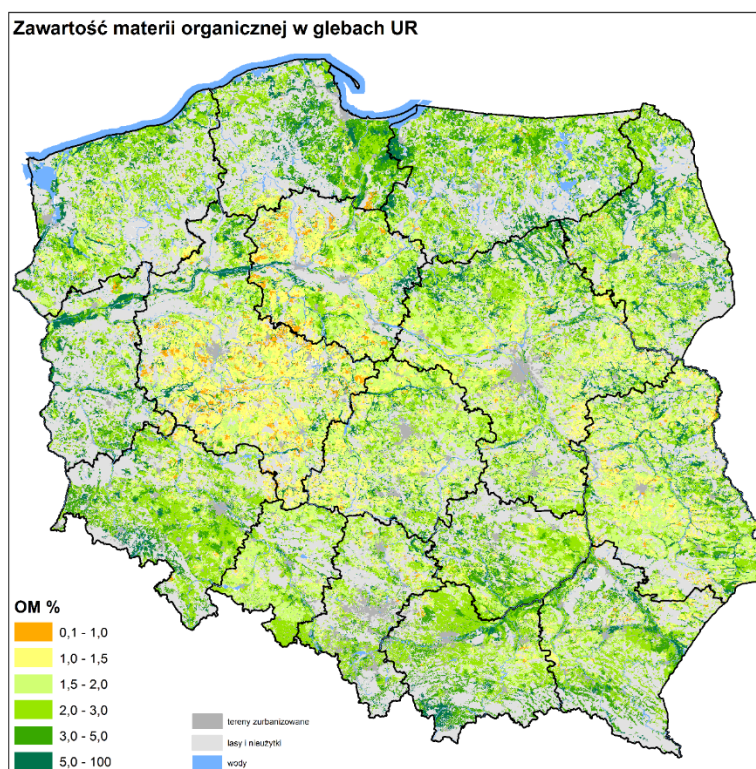 Zawartość materii organicznej w glebach UR
OM %
0,1 - 1,0
1,0 - 1,5
1,5 - 2,0
2,0 - 3,0
3,0 - 5,0
5,0 - 100
tereny zurbanizowane
lasy i nieużytki
wody